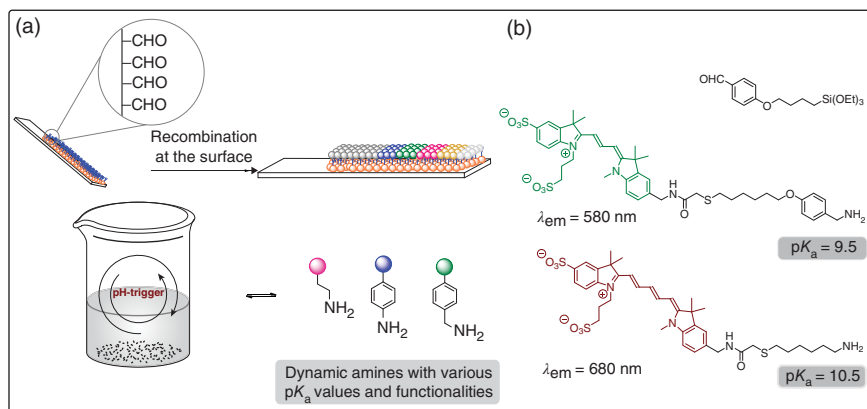 (a)
CHO
CHO
CHO
CHO
Recombination
at the surface
pH-trigger
NH2
NH2
NH2
Dynamic amines with various
pKa values and functionalities
(b)
OHC
O
Si(OEt)3
⊖
O3S
N
⊕
⊖
SO3
N
H
N
O
S
O
NH2
λem = 580 nm
pKa = 9.5
⊖
O3S
N
⊕
⊖
SO3
N
H
N
O
S
NH2
λem = 680 nm
pKa = 10.5